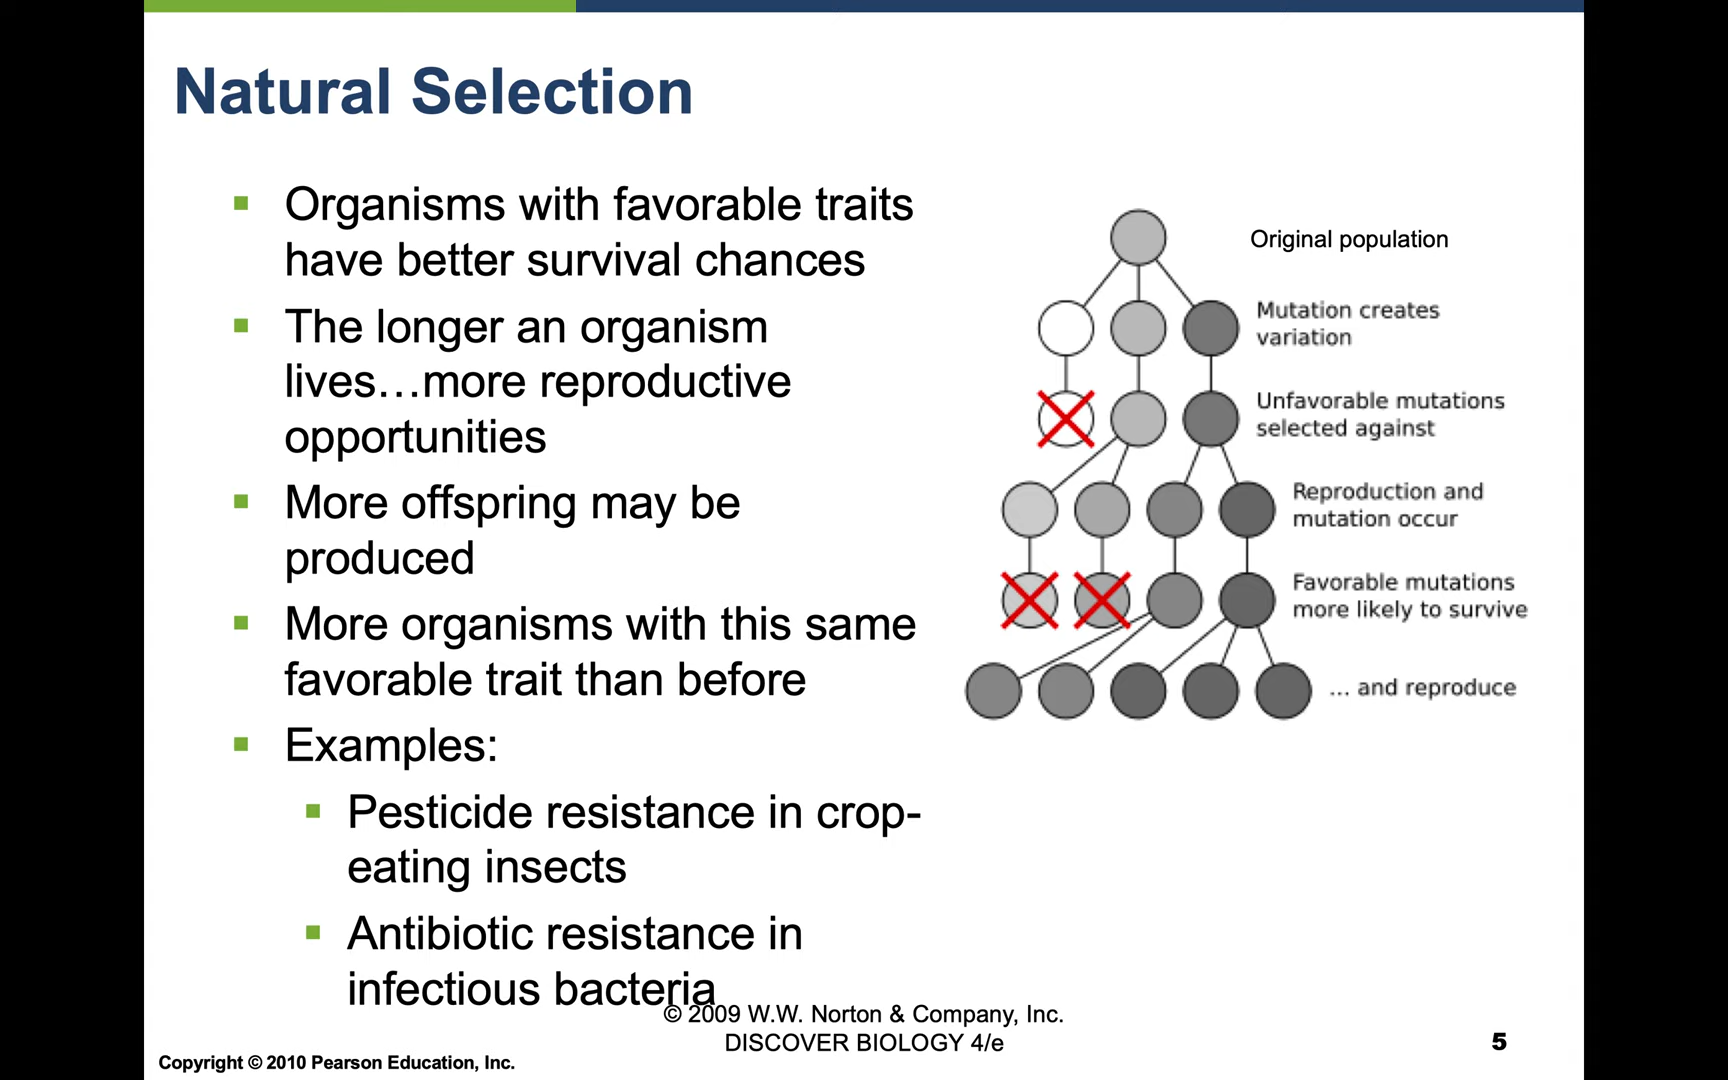 Natural Selection
Organisms with favorable traits
have better survival chances
The longer an organism
lives…more reproductive
opportunities
More offspring may be
produced
More organisms with this same
favorable trait than before
Examples:
Pesticide resistance in crop-
eating insects
Antibiotic resistance in
infectious bacteria
Original population
Mutation creates
variation
Unfavorable mutations
selected against
Reproduction and
mutation occur
Favorable mutations
more likely to survive
... and reproduce
© 2009 W.W. Norton & Company, Inc.
DISCOVER BIOLOGY 4/e
Copyright © 2010 Pearson Education, Inc.
5